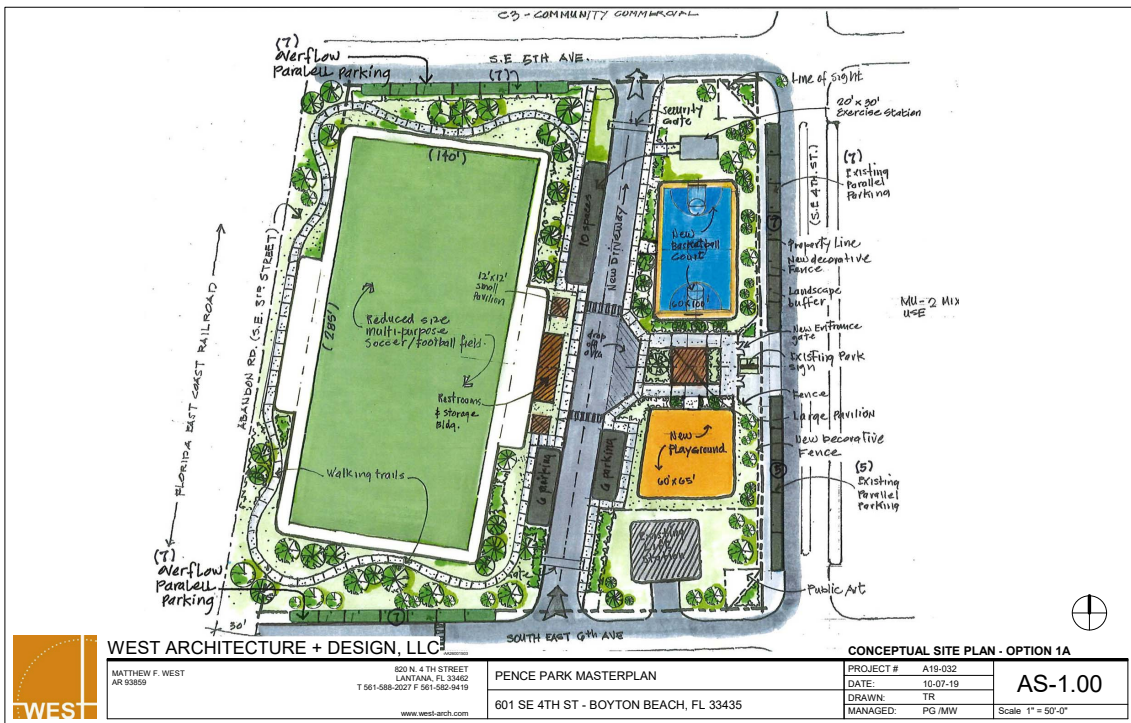 C3 - COMMUNITY COMMERCIAL
(7)
overflow
Paralell parking
S.E 5TH AVE.
(7)
Line of sight
20' x 30'
Exercise Station
security
Gate
(140')
(7)
Existing
Parallel
Parking
(S.E 4TH. ST.)
10 spaces
New Driveway
New
Basketball
Court
60'x100'
7
Property Line
New decorative
Fence
Landscape
buffer
MU-2 MIX
USE
FLORIDA EAST COAST RAILROAD
ABANDON RD. (S.E. 3RD STREET)
(285')
12'x12'
small
Pavilion
Reduced size
multi-purpose
Soccer/football field.
drop
off
area
New Entrance
gate
Existing Park
sign
Restrooms
& storage
Bldg.
Fence
Large Pavilion
New Decorative
Fence
New
Playground
60'x65'
6 parking
6 parking
5
(5)
Existing
Parallel
Parking
Walking trails
Existing
(7)
overflow
Paralell
Parking
gate
Public Art
30'
7
SOUTH EAST 6TH AVE
WEST
WEST ARCHITECTURE + DESIGN, LLC
MATTHEW F. WEST
AR 93859
820 N. 4 TH STREET
LANTANA, FL 33462
T 561-588-2027 F 561-582-9419
www.west-arch.com
PENCE PARK MASTERPLAN
601 SE 4TH ST - BOYTON BEACH, FL 33435
CONCEPTUAL SITE PLAN - OPTION 1A
PROJECT # A19-032
DATE: 10-07-19
DRAWN: TR
MANAGED: PG /MW
AS-1.00
Scale 1" = 50'-0"